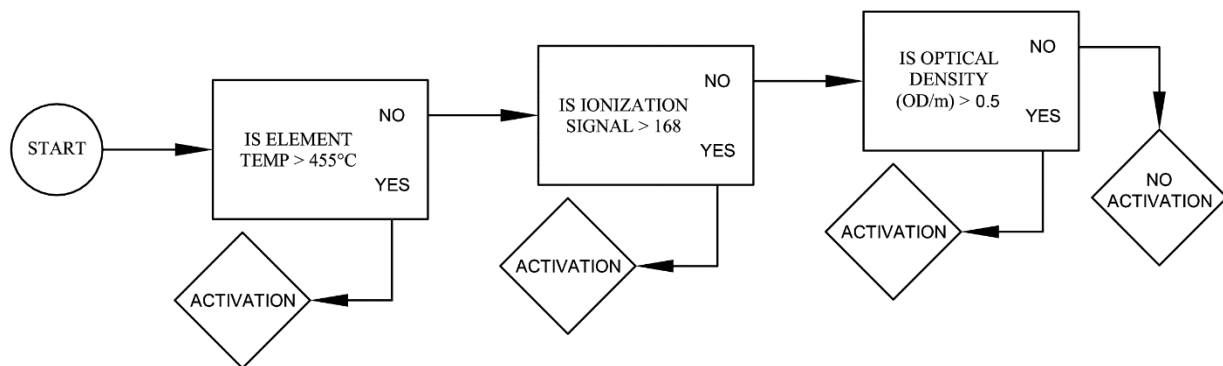 START
IS ELEMENT
TEMP > 455°C
NO
YES
ACTIVATION
IS IONIZATION
SIGNAL > 168
NO
YES
ACTIVATION
IS OPTICAL
DENSITY
(OD/m) > 0.5
NO
YES
ACTIVATION
NO
ACTIVATION